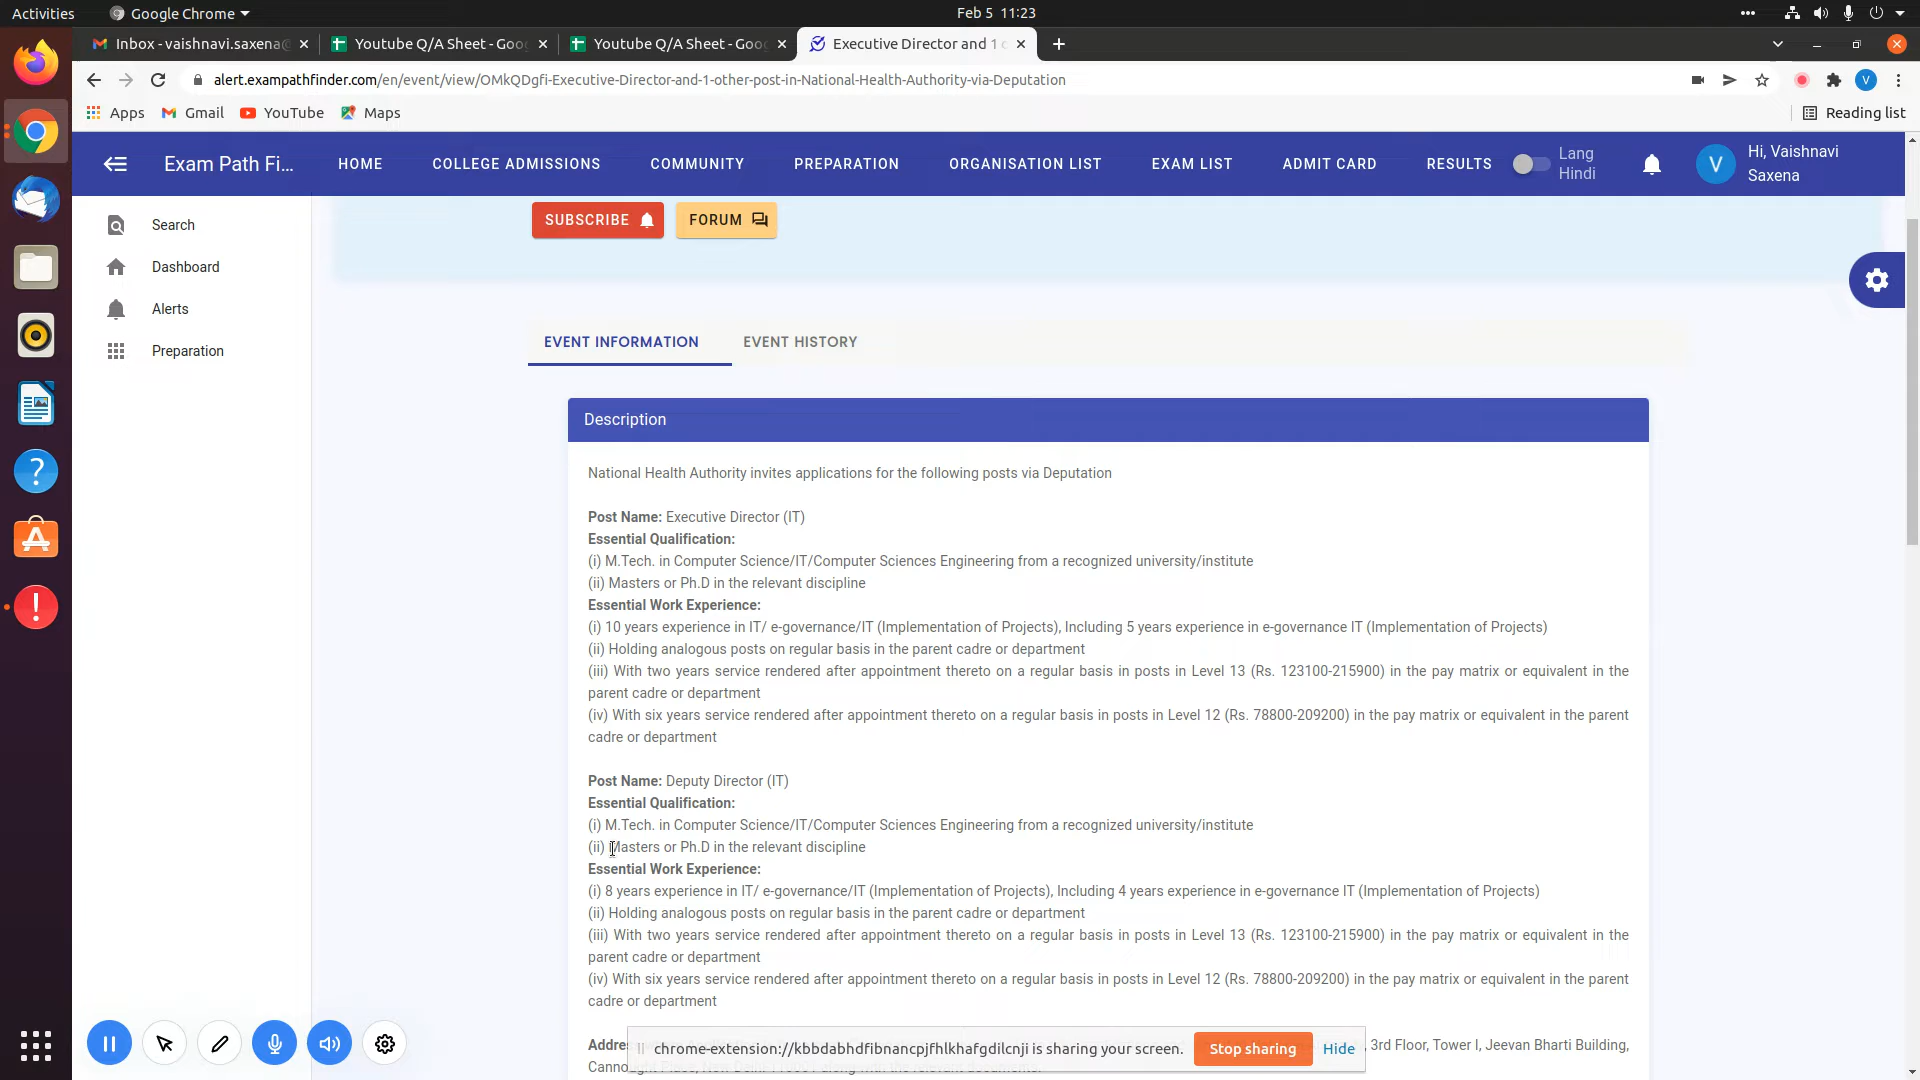 Activities
Google Chrome
Feb 5 11:23
Inbox - vaishnavi.saxena@
Youtube Q/A Sheet - Goo
Youtube Q/A Sheet - Goo
Executive Director and 1 o
alert.exampathfinder.com/en/event/view/OMkQDgfi-Executive-Director-and-1-other-post-in-National-Health-Authority-via-Deputation
V
Apps
Gmail
YouTube
Maps
Reading list
Exam Path Fi...
HOME
COLLEGE ADMISSIONS
COMMUNITY
PREPARATION
ORGANISATION LIST
EXAM LIST
ADMIT CARD
RESULTS
Lang
Hindi
V
Hi, Vaishnavi
Saxena
Search
Dashboard
Alerts
Preparation
SUBSCRIBE
FORUM
EVENT INFORMATION
EVENT HISTORY
Description
National Health Authority invites applications for the following posts via Deputation
Post Name: Executive Director (IT)
Essential Qualification:
(i) M.Tech. in Computer Science/IT/Computer Sciences Engineering from a recognized university/institute
(ii) Masters or Ph.D in the relevant discipline
Essential Work Experience:
(i) 10 years experience in IT/ e-governance/IT (Implementation of Projects), Including 5 years experience in e-governance IT (Implementation of Projects)
(ii) Holding analogous posts on regular basis in the parent cadre or department
(iii) With two years service rendered after appointment thereto on a regular basis in posts in Level 13 (Rs. 123100-215900) in the pay matrix or equivalent in the
parent cadre or department
(iv) With six years service rendered after appointment thereto on a regular basis in posts in Level 12 (Rs. 78800-209200) in the pay matrix or equivalent in the parent
cadre or department
Post Name: Deputy Director (IT)
Essential Qualification:
(i) M.Tech. in Computer Science/IT/Computer Sciences Engineering from a recognized university/institute
(ii) Masters or Ph.D in the relevant discipline
Essential Work Experience:
(i) 8 years experience in IT/ e-governance/IT (Implementation of Projects), Including 4 years experience in e-governance IT (Implementation of Projects)
(ii) Holding analogous posts on regular basis in the parent cadre or department
(iii) With two years service rendered after appointment thereto on a regular basis in posts in Level 13 (Rs. 123100-215900) in the pay matrix or equivalent in the
parent cadre or department
(iv) With six years service rendered after appointment thereto on a regular basis in posts in Level 12 (Rs. 78800-209200) in the pay matrix or equivalent in the parent
cadre or department
Addre
, 3rd Floor, Tower I, Jeevan Bharti Building,
chrome-extension://kbbdabhdfibnancpjfhlkhafgdilcnji is sharing your screen.
Stop sharing
Hide